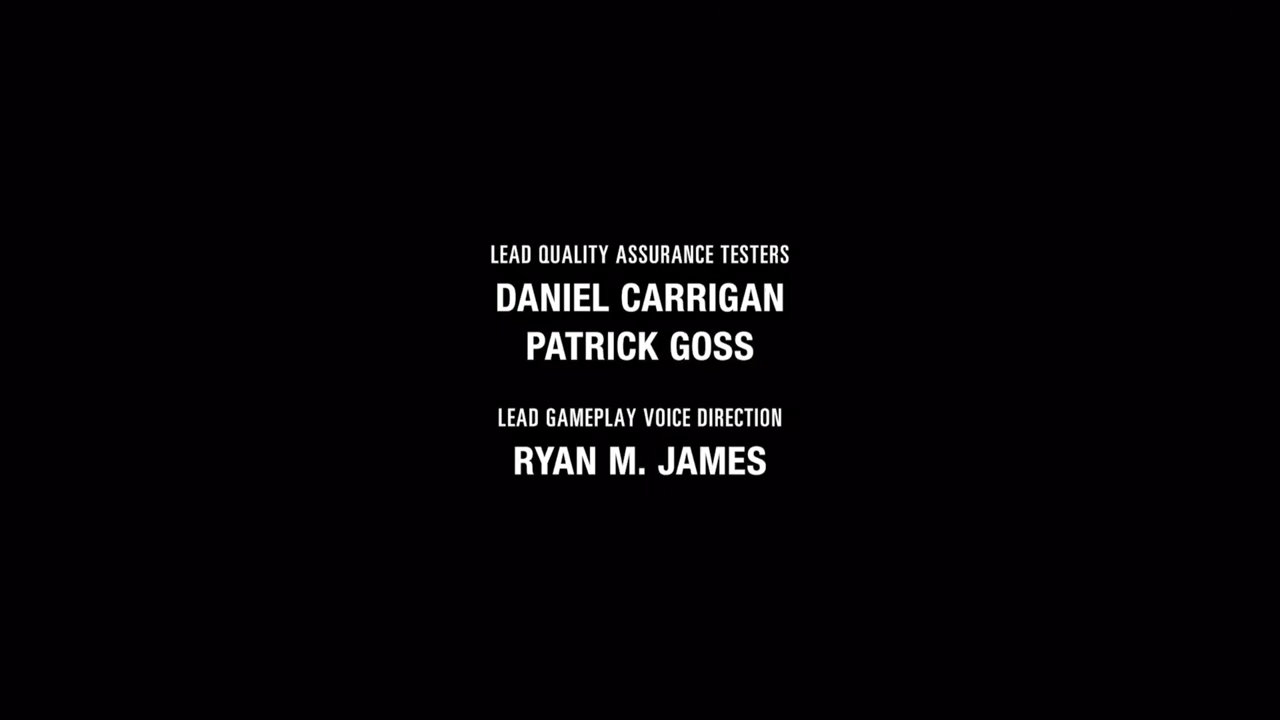 LEAD QUALITY ASSURANCE TESTERS
DANIEL CARRIGAN
PATRICK GOSS
LEAD GAMEPLAY VOICE DIRECTION
RYAN M. JAMES